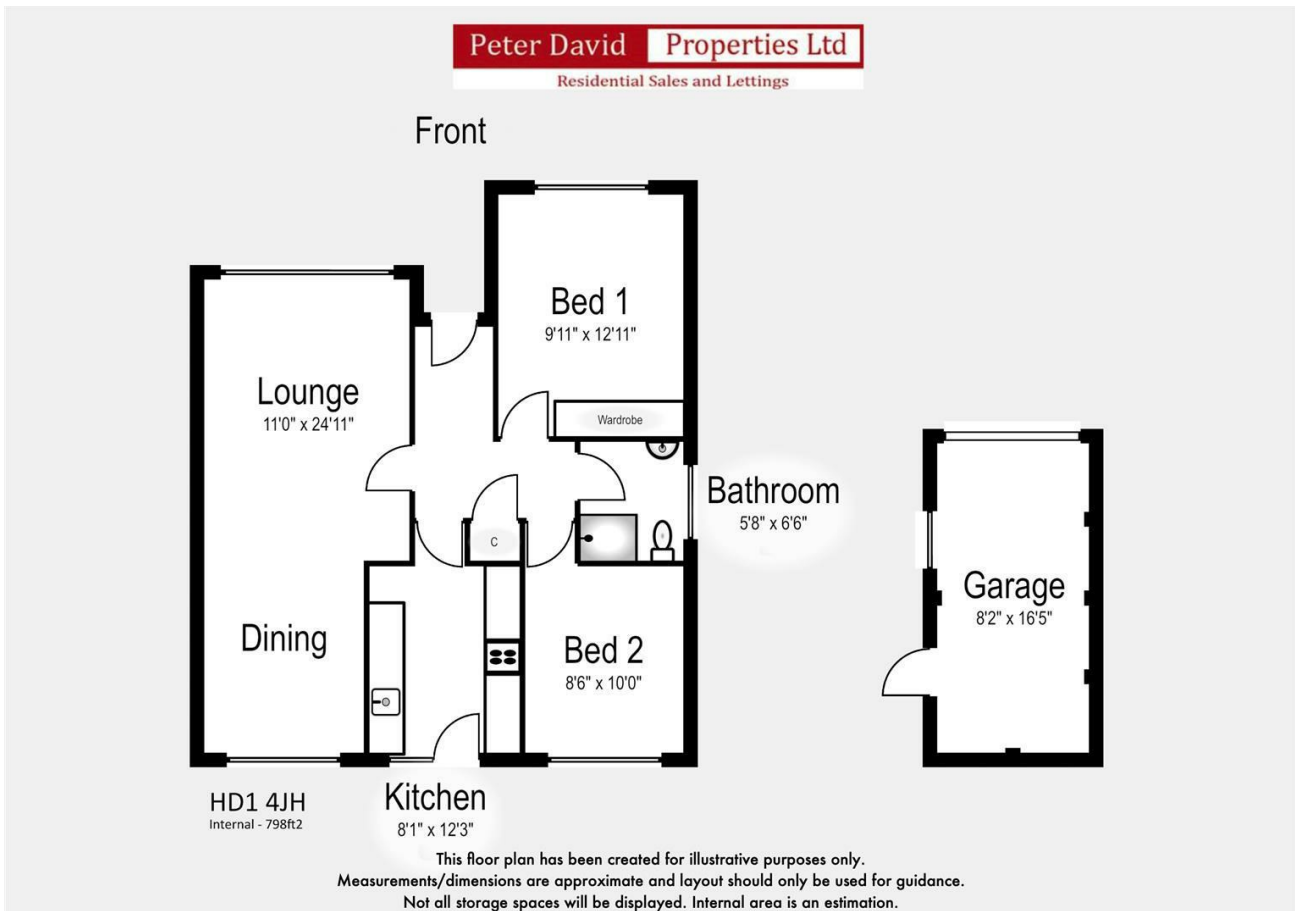 Peter David Properties Ltd
Residential Sales and Lettings
Front
Bed 1
9'11" x 12'11"
Lounge
11'0" x 24'11"
Wardrobe
Bathroom
5'8" x 6'6"
C
Garage
8'2" x 16'5"
Dining
Bed 2
8'6" x 10'0"
Kitchen
8'1" x 12'3"
HD1 4JH
Internal - 798ft2
This floor plan has been created for illustrative purposes only.
Measurements/dimensions are approximate and layout should only be used for guidance.
Not all storage spaces will be displayed. Internal area is an estimation.